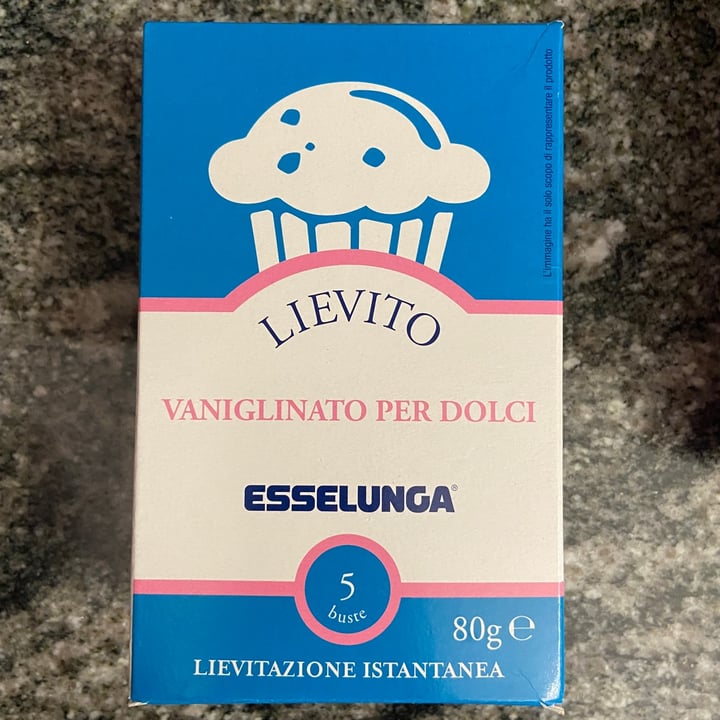 L'immagine ha il solo scopo di rappresentare il prodotto
LIEVITO
VANIGLINATO PER DOLCI
ESSELUNGA®
5
buste
80g ℮
LIEVITAZIONE ISTANTANEA